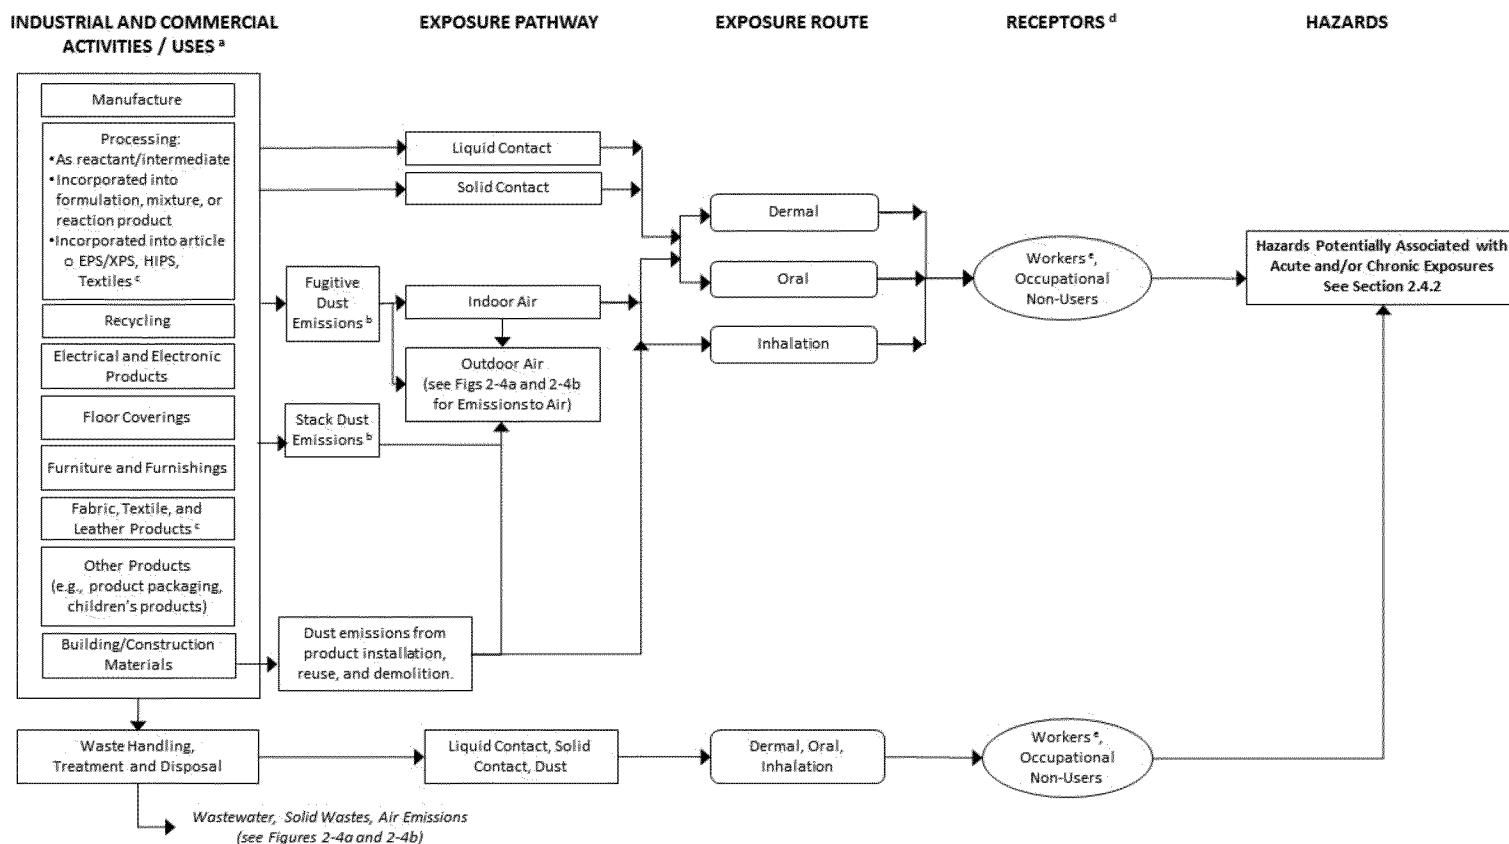 INDUSTRIAL AND COMMERCIAL
ACTIVITIES / USES a
EXPOSURE PATHWAY
EXPOSURE ROUTE
RECEPTORS d
HAZARDS
Manufacture
Processing:
•As reactant/intermediate
•Incorporated into
formulation, mixture, or
reaction product
•Incorporated into article
o EPS/XPS, HIPS,
Textiles c
Recycling
Electrical and Electronic
Products
Floor Coverings
Furniture and Furnishings
Fabric, Textile, and
Leather Products c
Other Products
(e.g., product packaging,
children's products)
Building/Construction
Materials
Fugitive
Dust
Emissions b
Stack Dust
Emissions b
Dust emissions from
product installation,
reuse, and demolition.
Liquid Contact
Solid Contact
Indoor Air
Outdoor Air
(see Figs 2-4a and 2-4b
for Emissions to Air)
Dermal
Oral
Inhalation
Workers e,
Occupational
Non-Users
Hazards Potentially Associated with
Acute and/or Chronic Exposures
See Section 2.4.2
Waste Handling,
Treatment and Disposal
Liquid Contact, Solid
Contact, Dust
Dermal, Oral,
Inhalation
Workers e,
Occupational
Non-Users
Wastewater, Solid Wastes, Air Emissions
(see Figures 2-4a and 2-4b)